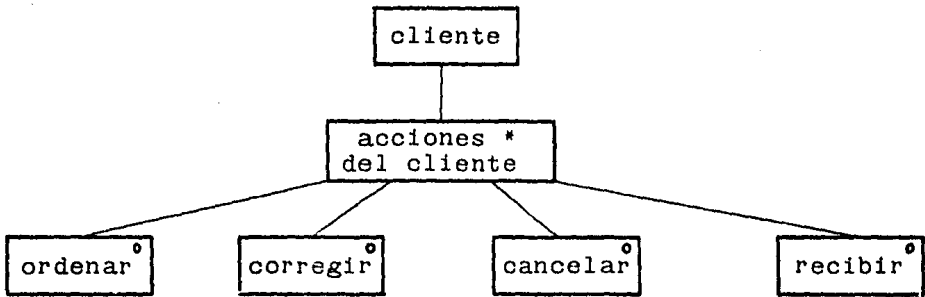 cliente
acciones *
del cliente
ordenar o
corregir o
cancelar o
recibir o